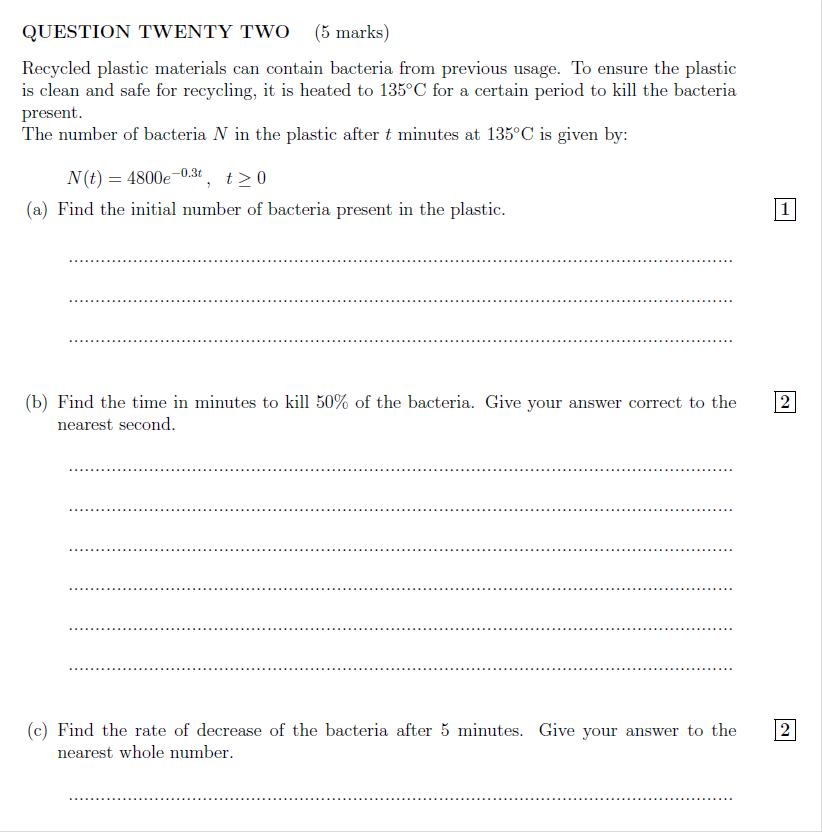 QUESTION TWENTY TWO (5 marks)
Recycled plastic materials can contain bacteria from previous usage. To ensure the plastic
is clean and safe for recycling, it is heated to 135°C for a certain period to kill the bacteria
present.
The number of bacteria N in the plastic after t minutes at 135°C is given by:
N(t) = 4800e^{−0.3t}, t ≥ 0
(a) Find the initial number of bacteria present in the plastic. 1
(b) Find the time in minutes to kill 50% of the bacteria. Give your answer correct to the 2
nearest second.
(c) Find the rate of decrease of the bacteria after 5 minutes. Give your answer to the 2
nearest whole number.